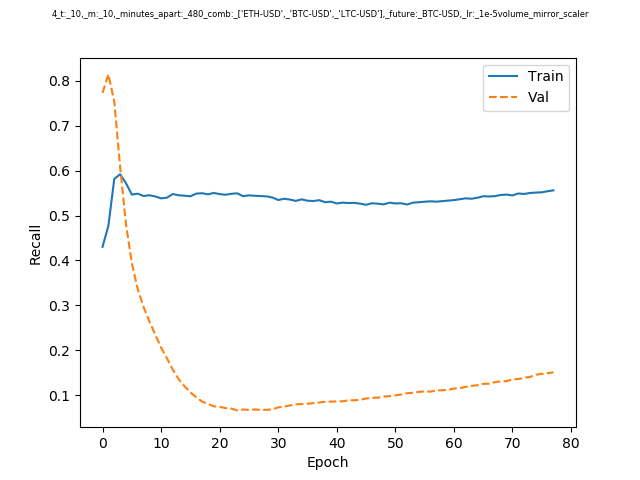 4_t:_10,_m:_10,_minutes_apart:_480_comb:_['ETH-USD',_'BTC-USD',_'LTC-USD'],_future:_BTC-USD,_lr:_1e-5volume_mirror_scaler
Train
Val
0.8
0.7
0.6
0.5
0.4
0.3
0.2
0.1
Recall
0 10 20 30 40 50 60 70 80
Epoch